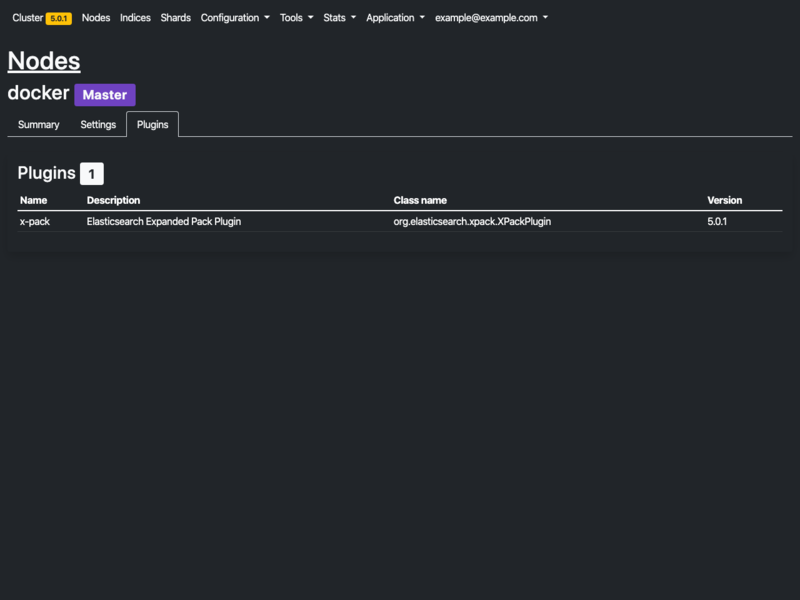 Cluster 5.0.1 Nodes Indices Shards Configuration Tools Stats Application example@example.com
Nodes
docker Master
Summary Settings Plugins
Plugins 1
Name Description Class name Version
x-pack Elasticsearch Expanded Pack Plugin org.elasticsearch.xpack.XPackPlugin 5.0.1